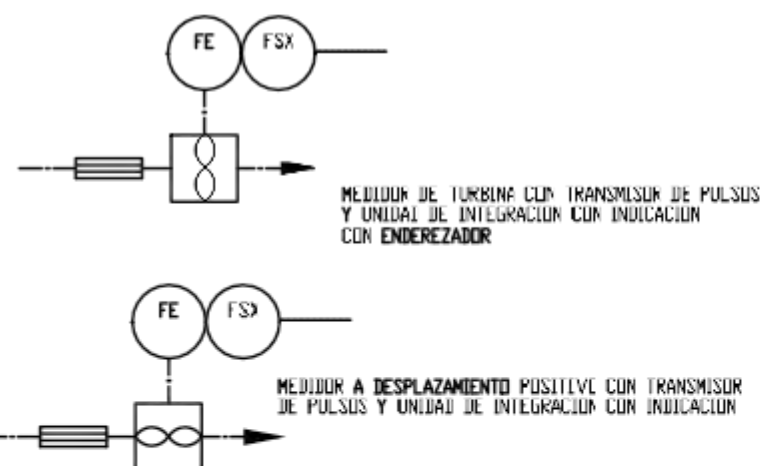 FE FSX
MEDIDOR DE TURBINA CON TRANSMISOR DE PULSOS
Y UNIDAD DE INTEGRACION CON INDICACION
CON ENDEREZADOR
FE FSX
MEDIDOR A DESPLAZAMIENTO POSITIVO CON TRANSMISOR
DE PULSOS Y UNIDAD DE INTEGRACION CON INDICACION